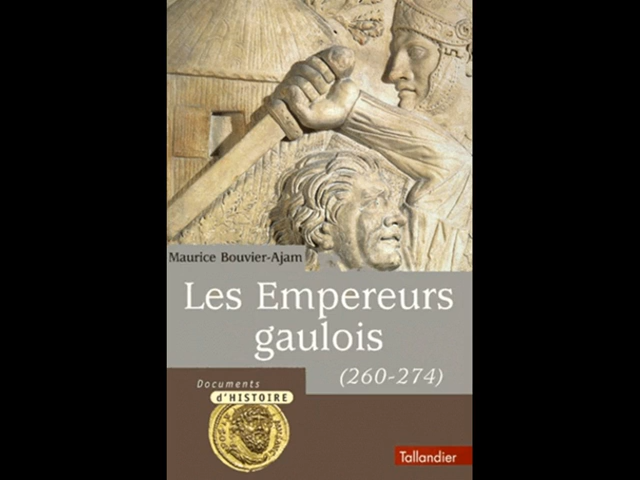 Maurice Bouvier-Ajam
Les Empereurs
gaulois
(260-274)
Documents
d'HISTOIRE
Tallandier